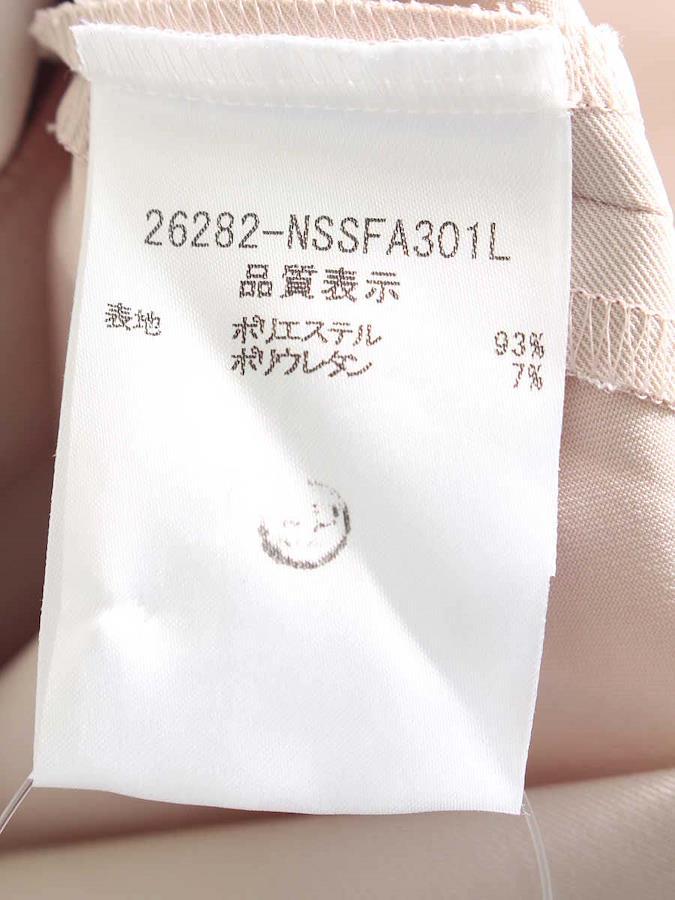 26282-NSSFA301L
品質表示
表地 ポリエステル 93%
ポリウレタン 7%